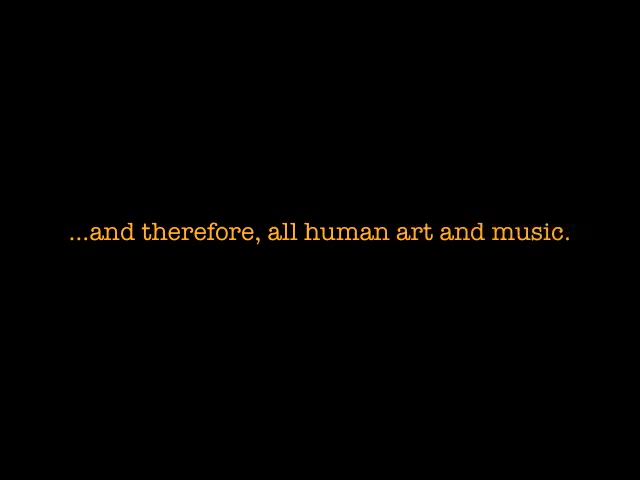 ...and therefore, all human art and music.